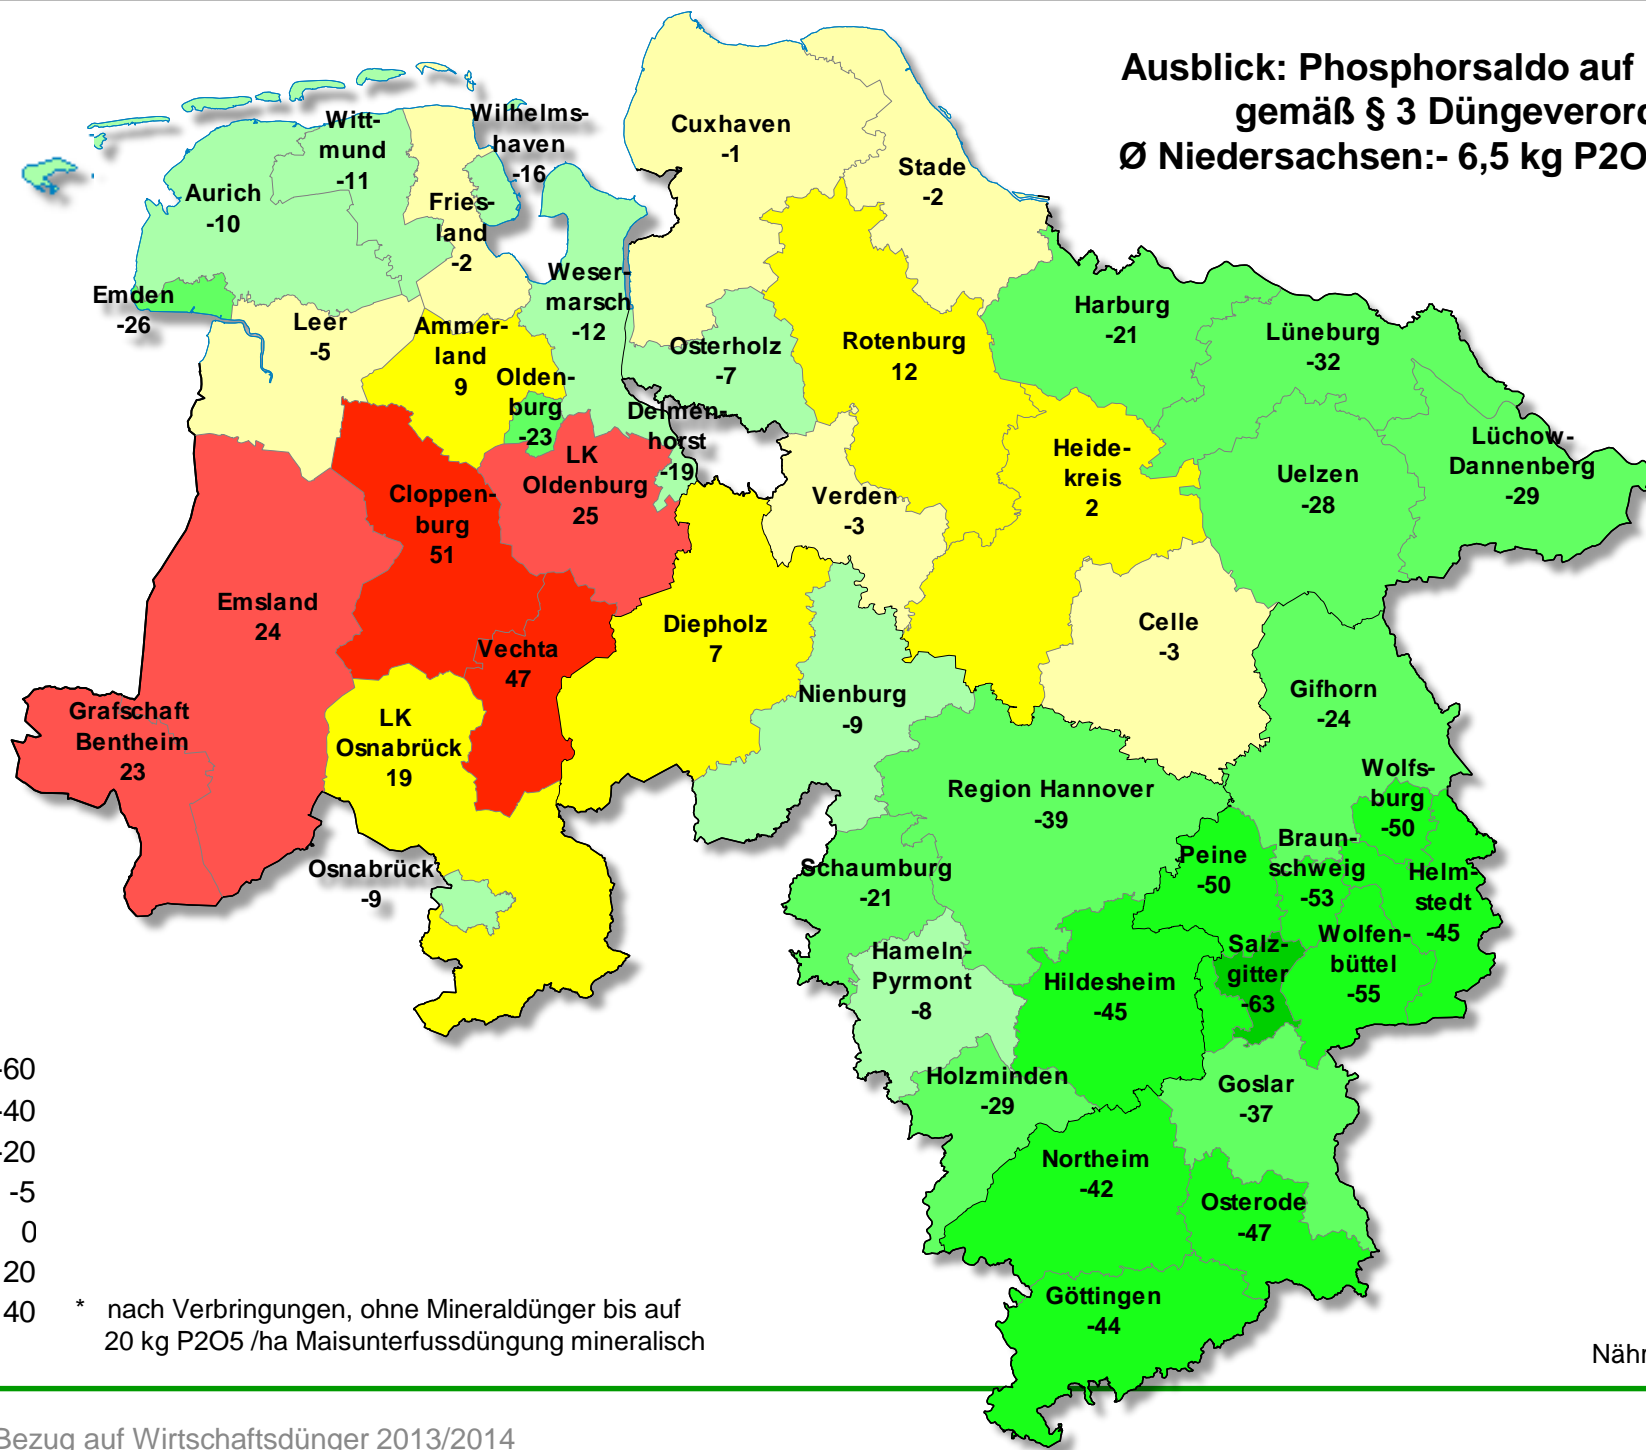 Ausblick: Phosphorsaldo auf
gemäß § 3
Ø Niedersachsen:- 6,5 kg
Wilhelms-
haven
-16
Witt-
mund
-11
Aurich
-10
Fries-
land
-2
Emden
-26
Leer
-5
Ammer-
land
9
Weser-
marsch
-12
Cuxhaven
-1
Stade
-2
Osterholz
-7
Rotenburg
12
Harburg
-21
Lüneburg
-32
Lüchow-
Dannenberg
-29
Uelzen
-28
Heide-
kreis
2
Olden-
burg
-23
Delmen-
horst
-19
LK
Oldenburg
25
Cloppen-
burg
51
Verden
-3
Emsland
24
Vechta
47
Diepholz
7
Nienburg
-9
Celle
-3
Gifhorn
-24
Grafschaft
Bentheim
23
LK
Osnabrück
19
Osnabrück
-9
Region Hannover
-39
Wolfs-
burg
-50
Braun-
schweig
-53
Peine
-50
Helm-
stedt
-45
Schaumburg
-21
Hameln-
Pyrmont
-8
Hildesheim
-45
Salz-
gitter
-63
Wolfen-
büttel
-55
Holzminden
-29
Goslar
-37
Northeim
-42
Osterode
-47
Göttingen
-44
-60
-40
-20
-5
0
20
40
* nach Verbringungen, ohne Mineraldünger bis auf
20 kg P2O5 /ha Maisunterfussdüngung mineralisch
Bezug auf Wirtschaftsdünger 2013/2014